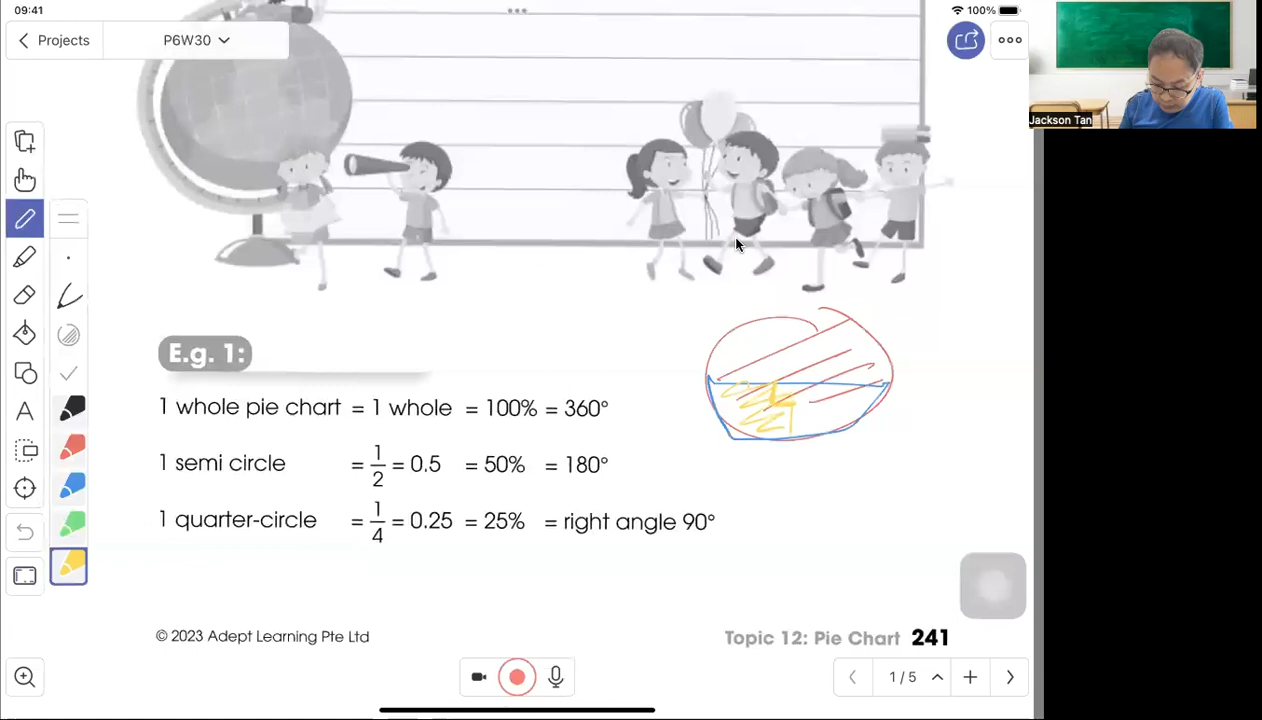 09:41
100%
Projects
P6W30
Jackson Tan
E.g. 1:
1 whole pie chart = 1 whole = 100% = 360°
1 semi circle = 1/2 = 0.5 = 50% = 180°
1 quarter-circle = 1/4 = 0.25 = 25% = right angle 90°
A
© 2023 Adept Learning Pte Ltd
Topic 12: Pie Chart 241
1 / 5